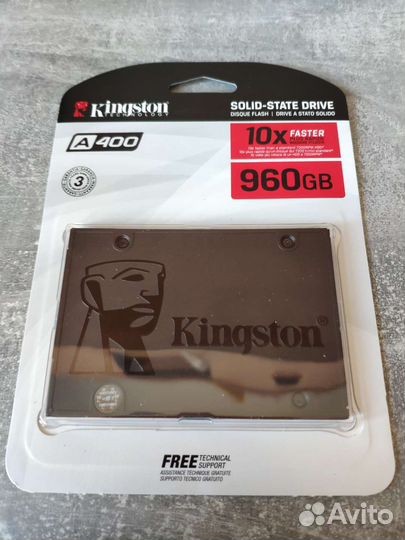 Kingston
TECHNOLOGY
SOLID-STATE DRIVE
DISQUE FLASH | DRIVE A STATO SOLIDO
A400
10x FASTER
960GB
3
Kingston®
FREE TECHNICAL SUPPORT
ASSISTANCE TECHNIQUE GRATUITE
SUPPORTO TECNICO GRATUITO
Avito